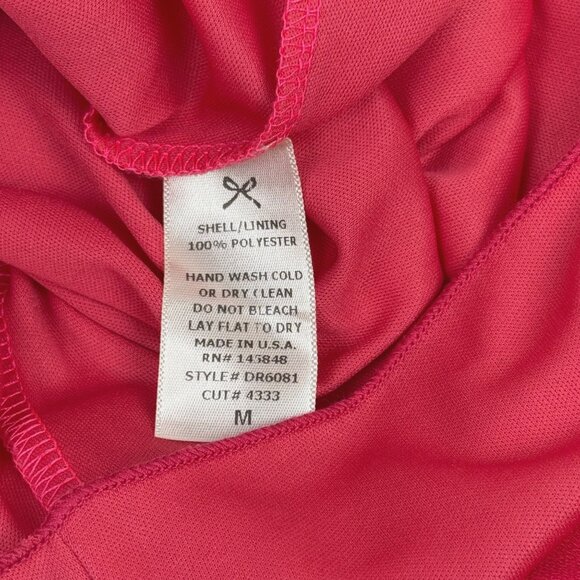 SHELL/LINING
100% POLYESTER
HAND WASH COLD
OR DRY CLEAN
DO NOT BLEACH
LAY FLAT TO DRY
MADE IN U.S.A.
RN# 145848
STYLE# DR6081
CUT# 4333
M